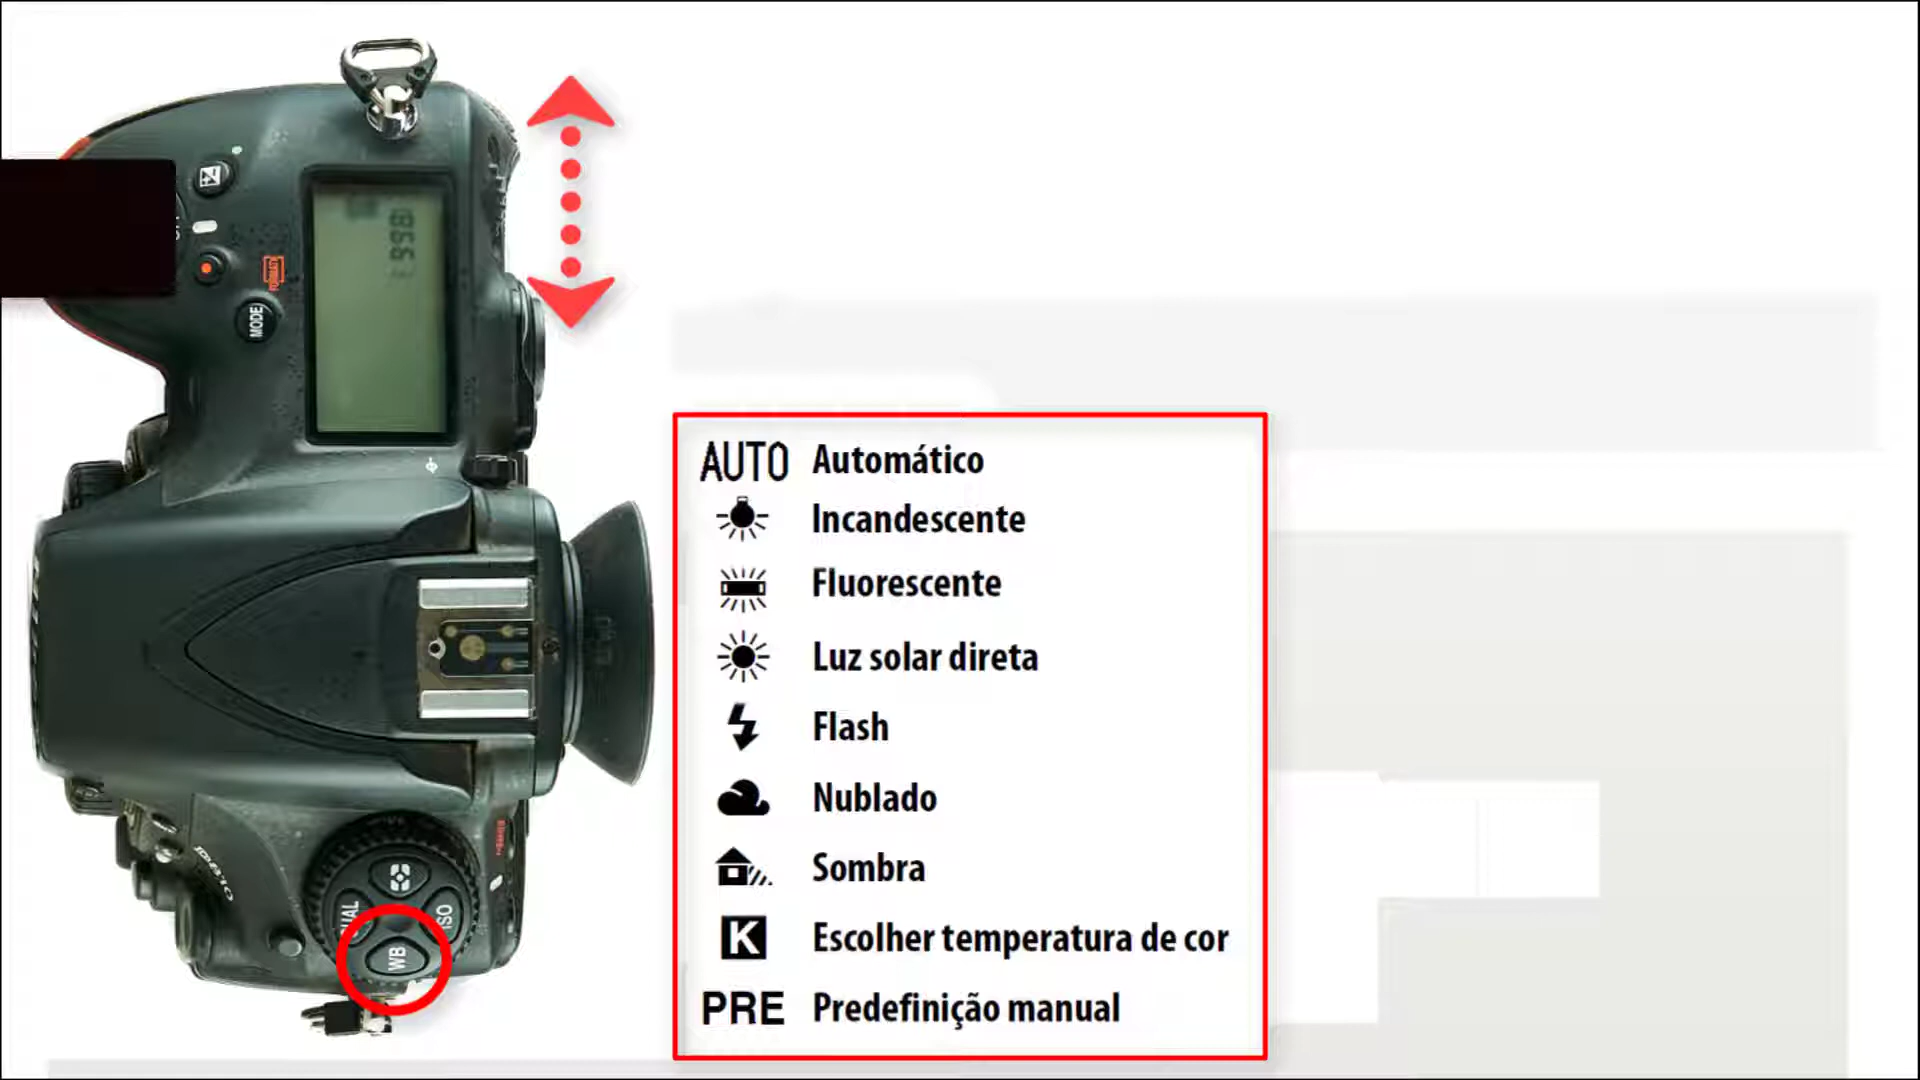 FORMAT
MODE
AUTO Automático
Incandescente
Fluorescente
Luz solar direta
Flash
Nublado
Sombra
K Escolher temperatura de cor
PRE Predefinição manual
ISO
WB